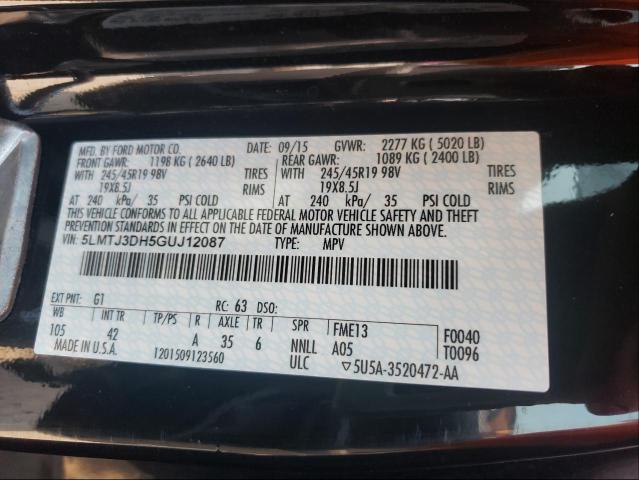 MFD. BY FORD MOTOR CO. DATE: 09/15 GVWR: 2277 KG ( 5020 LB)
FRONT GAWR: 1198 KG ( 2640 LB) REAR GAWR: 1089 KG ( 2400 LB)
WITH 245/45R19 98V TIRES WITH 245/45R19 98V TIRES
19X8.5J RIMS 19X8.5J RIMS
AT 240 kPa/ 35 PSI COLD AT 240 kPa/ 35 PSI COLD
THIS VEHICLE CONFORMS TO ALL APPLICABLE FEDERAL MOTOR VEHICLE SAFETY AND THEFT
PREVENTION STANDARDS IN EFFECT ON THE DATE OF MANUFACTURE SHOWN ABOVE.
VIN: 5LMTJ3DH5GUJ12087 TYPE: MPV
EXT PNT: G1 RC: 63 DSO:
WB INT TR TP/PS R AXLE TR SPR FME13 F0040
105 42 A 35 6 NNLL A05 T0096
MADE IN U.S.A. 1201509123560 ULC ▽5U5A-3520472-AA